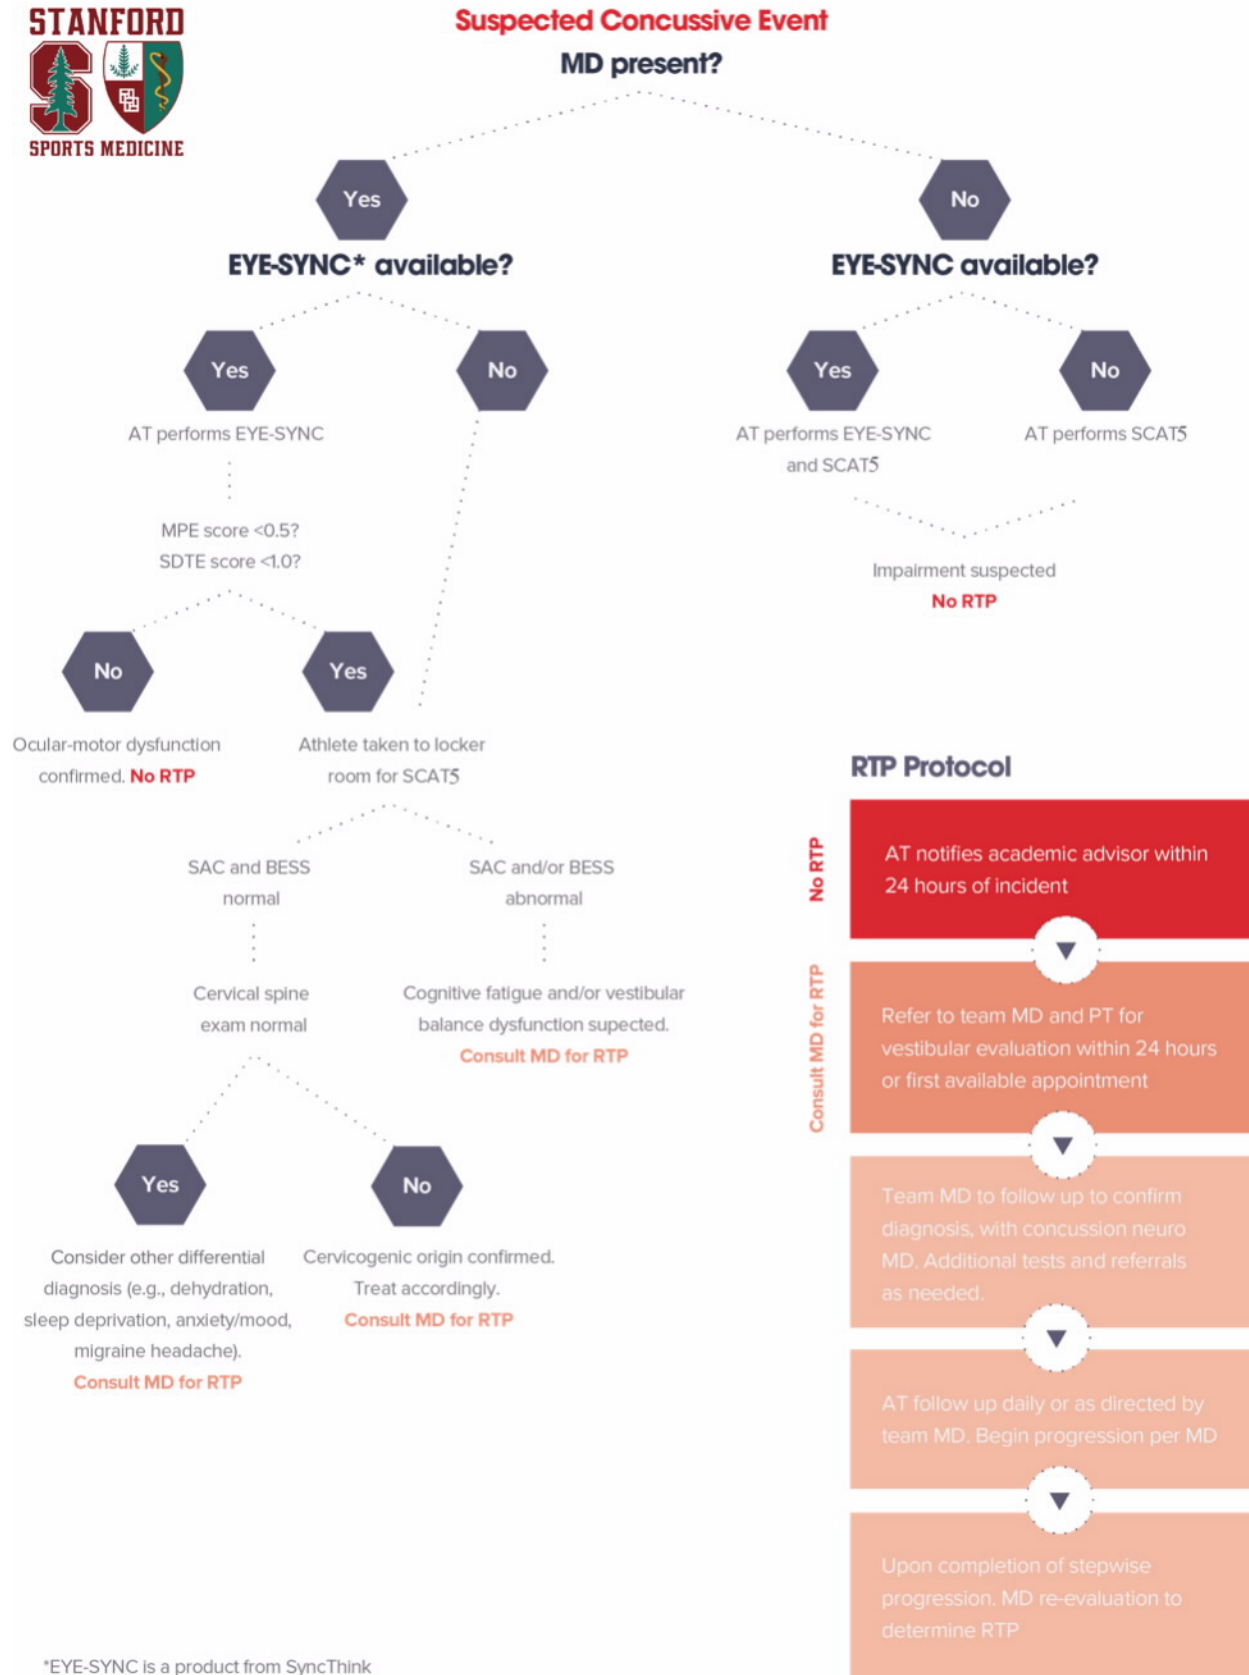 STANFORD
S
SPORTS MEDICINE
Suspected Concussive Event
MD present?
Yes
No
EYE-SYNC* available?
EYE-SYNC available?
Yes
No
Yes
No
AT performs EYE-SYNC
AT performs EYE-SYNC
and SCAT5
AT performs SCAT5
MPE score <0.5?
SDTE score <1.0?
Impairment suspected
No RTP
No
Yes
Ocular-motor dysfunction
confirmed. No RTP
Athlete taken to locker
room for SCAT5
SAC and BESS
normal
SAC and/or BESS
abnormal
Cervical spine
exam normal
Cognitive fatigue and/or vestibular
balance dysfunction supected.
Consult MD for RTP
Yes
No
Consider other differential
diagnosis (e.g., dehydration,
sleep deprivation, anxiety/mood,
migraine headache).
Consult MD for RTP
Cervicogenic origin confirmed.
Treat accordingly.
Consult MD for RTP
RTP Protocol
No RTP
AT notifies academic advisor within
24 hours of incident
Consult MD for RTP
Refer to team MD and PT for
vestibular evaluation within 24 hours
or first available appointment
Team MD to follow up to confirm
diagnosis, with concussion neuro
MD. Additional tests and referrals
as needed.
AT follow up daily or as directed by
team MD. Begin progression per MD
Upon completion of stepwise
progression. MD re-evaluation to
determine RTP
*EYE-SYNC is a product from SyncThink